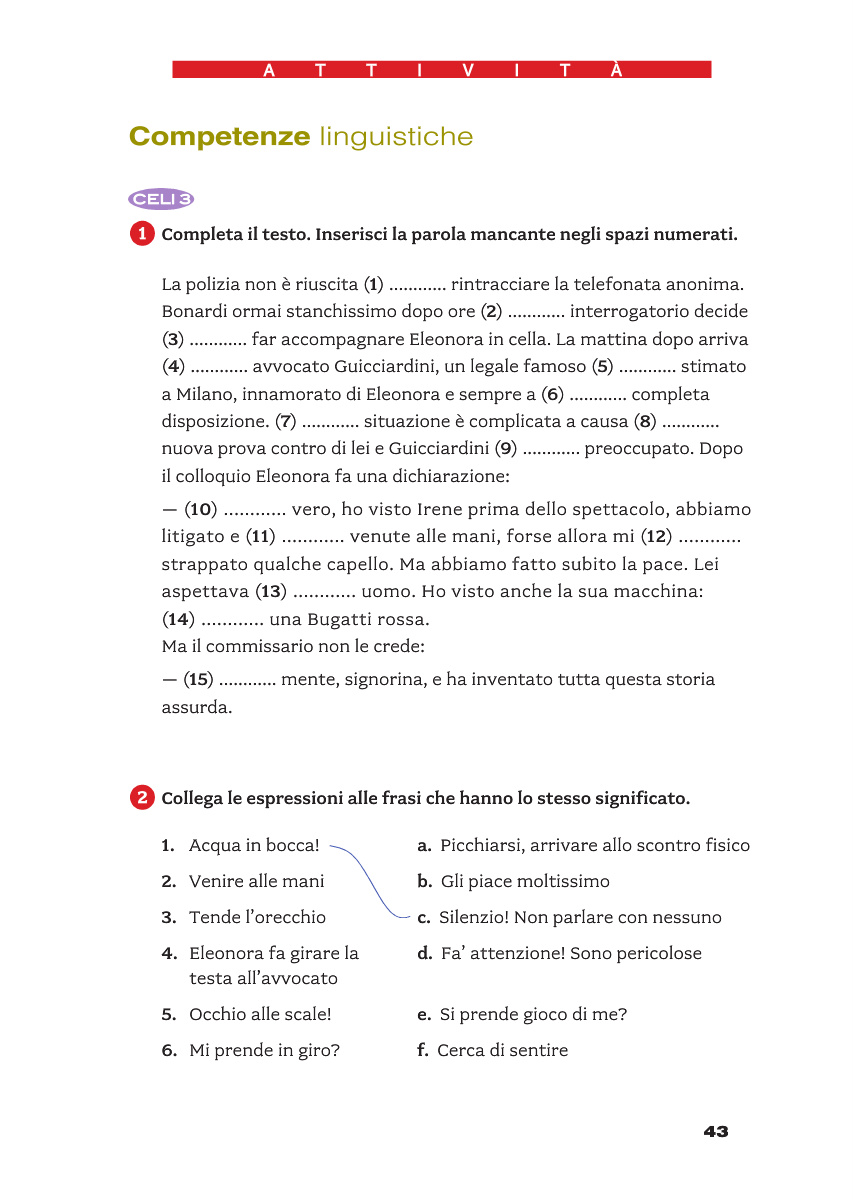 ATTIVITÀ
Competenze linguistiche
CELI 3
1 Completa il testo. Inserisci la parola mancante negli spazi numerati.
La polizia non è riuscita (1) ............ rintracciare la telefonata anonima.
Bonardi ormai stanchissimo dopo ore (2) ............ interrogatorio decide
(3) ............ far accompagnare Eleonora in cella. La mattina dopo arriva
(4) ............ avvocato Guicciardini, un legale famoso (5) ............ stimato
a Milano, innamorato di Eleonora e sempre a (6) ............ completa
disposizione. (7) ............ situazione è complicata a causa (8) ............
nuova prova contro di lei e Guicciardini (9) ............ preoccupato. Dopo
il colloquio Eleonora fa una dichiarazione:
— (10) ............ vero, ho visto Irene prima dello spettacolo, abbiamo
litigato e (11) ............ venute alle mani, forse allora mi (12) ............
strappato qualche capello. Ma abbiamo fatto subito la pace. Lei
aspettava (13) ............ uomo. Ho visto anche la sua macchina:
(14) ............ una Bugatti rossa.
Ma il commissario non le crede:
— (15) ............ mente, signorina, e ha inventato tutta questa storia
assurda.
2 Collega le espressioni alle frasi che hanno lo stesso significato.
1. Acqua in bocca!
a. Picchiarsi, arrivare allo scontro fisico
2. Venire alle mani
b. Gli piace moltissimo
3. Tende l'orecchio
c. Silenzio! Non parlare con nessuno
4. Eleonora fa girare la
testa all'avvocato
d. Fa' attenzione! Sono pericolose
5. Occhio alle scale!
e. Si prende gioco di me?
6. Mi prende in giro?
f. Cerca di sentire
43